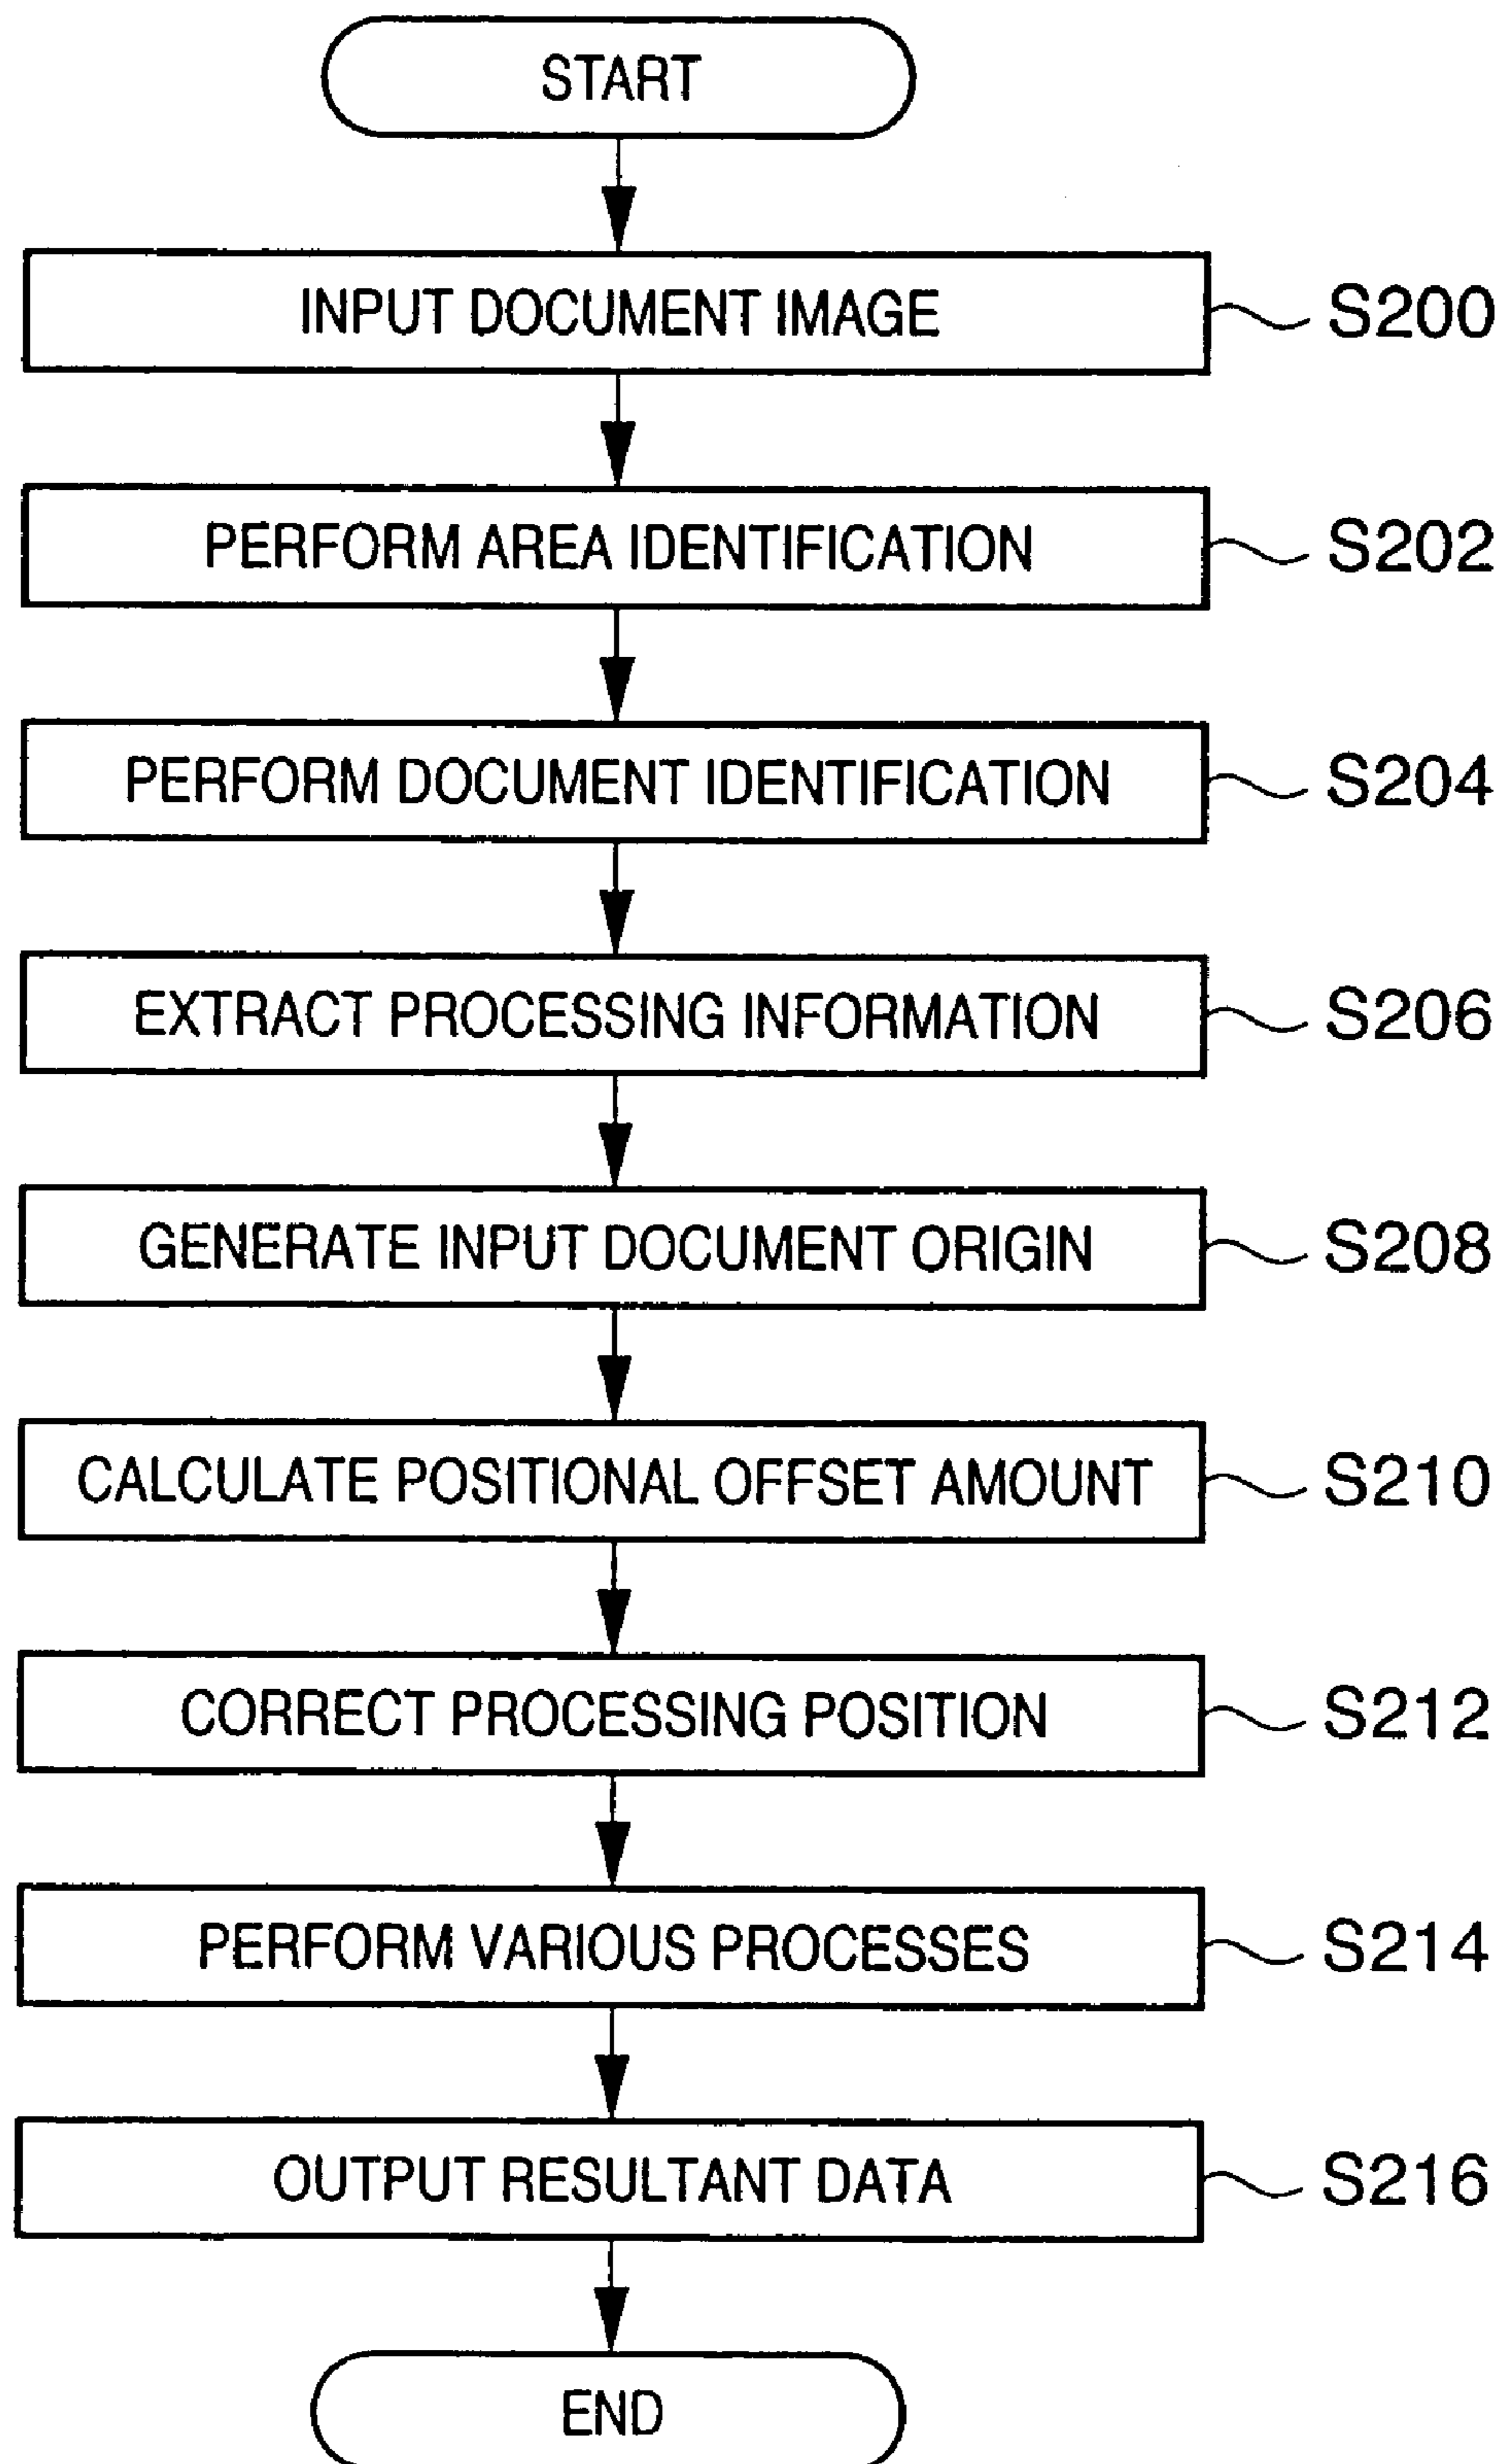 START
INPUT DOCUMENT IMAGE S200
PERFORM AREA IDENTIFICATION S202
PERFORM DOCUMENT IDENTIFICATION S204
EXTRACT PROCESSING INFORMATION S206
GENERATE INPUT DOCUMENT ORIGIN S208
CALCULATE POSITIONAL OFFSET AMOUNT S210
CORRECT PROCESSING POSITION S212
PERFORM VARIOUS PROCESSES S214
OUTPUT RESULTANT DATA S216
END